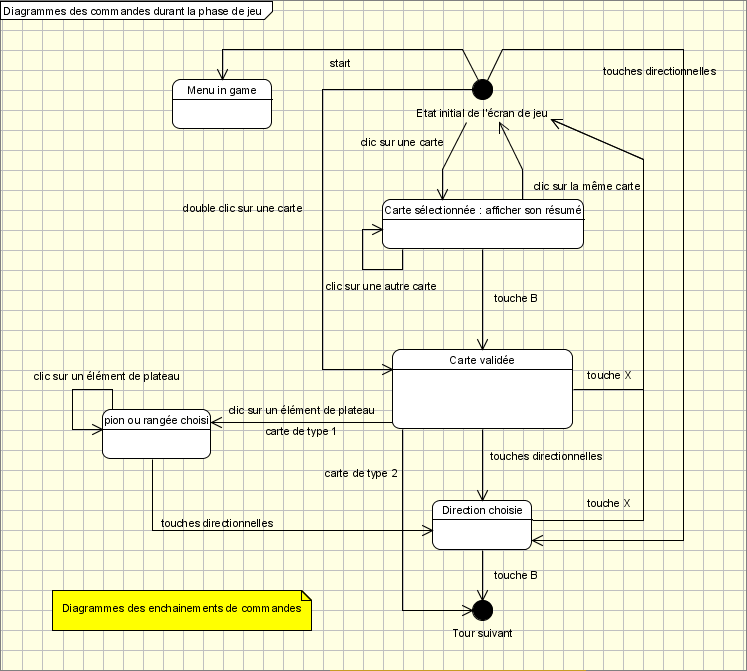 Diagrammes des commandes durant la phase de jeu
start
touches directionnelles
Menu in game
Etat initial de l'écran de jeu
clic sur une carte
clic sur la même carte
double clic sur une carte
Carte sélectionnée : afficher son résumé
clic sur une autre carte
touche B
Carte validée
touche X
clic sur un élément de plateau
clic sur un élément de plateau
pion ou rangée choisi
carte de type 1
touches directionnelles
carte de type 2
touche X
Direction choisie
touches directionnelles
touche B
Diagrammes des enchainements de commandes
Tour suivant